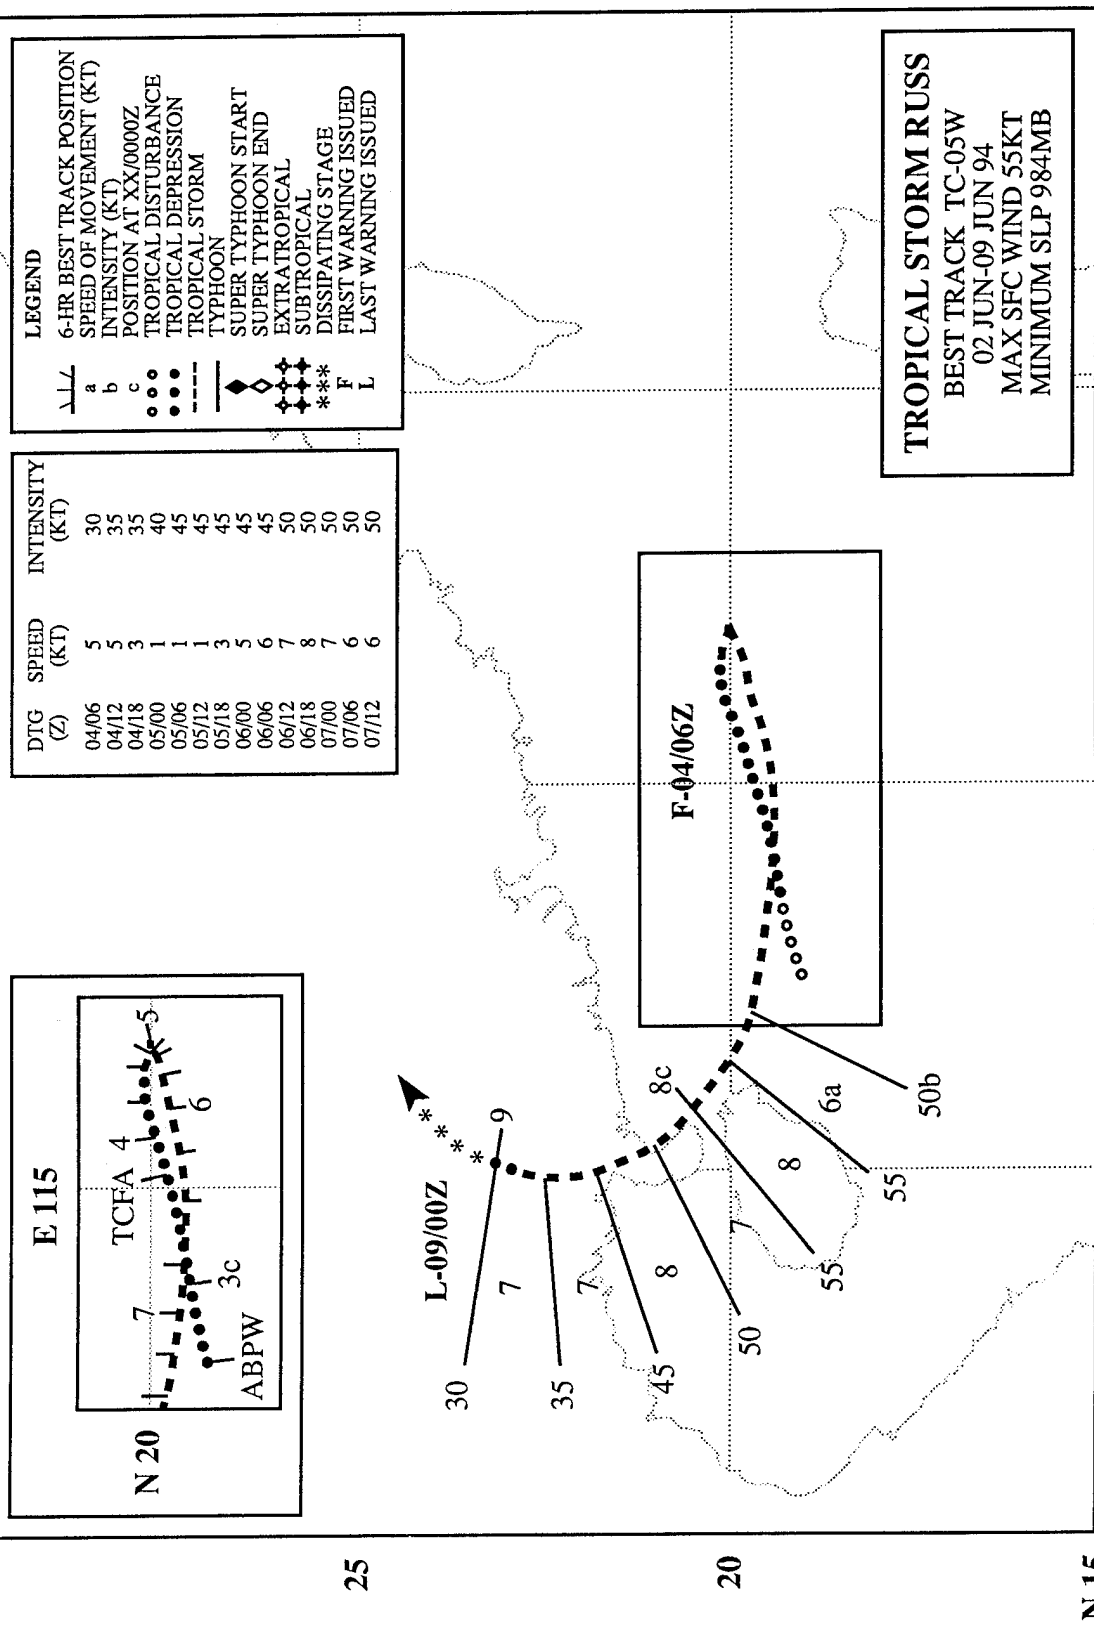 E 115
N 20
TCFA
4
5
6
7
3c
ABPW
DTG SPEED INTENSITY
(Z) (KT) (KT)
04/06 5 30
04/12 5 35
04/18 3 35
05/00 1 40
05/06 1 45
05/12 1 45
05/18 3 45
06/00 5 45
06/06 6 45
06/12 7 50
06/18 8 50
07/00 7 50
07/06 6 50
07/12 6 50
LEGEND
6-HR BEST TRACK POSITION
a SPEED OF MOVEMENT (KT)
b INTENSITY (KT)
c POSITION AT XX/0000Z
TROPICAL DISTURBANCE
TROPICAL DEPRESSION
TROPICAL STORM
TYPHOON
SUPER TYPHOON START
SUPER TYPHOON END
EXTRATROPICAL
SUBTROPICAL
*** DISSIPATING STAGE
F FIRST WARNING ISSUED
L LAST WARNING ISSUED
25
L-09/00Z
9
30
7
35
7
45
8
50
7
8c
55
8
55
6a
50b
F-04/06Z
20
N 15
TROPICAL STORM RUSS
BEST TRACK TC-05W
02 JUN-09 JUN 94
MAX SFC WIND 55KT
MINIMUM SLP 984MB